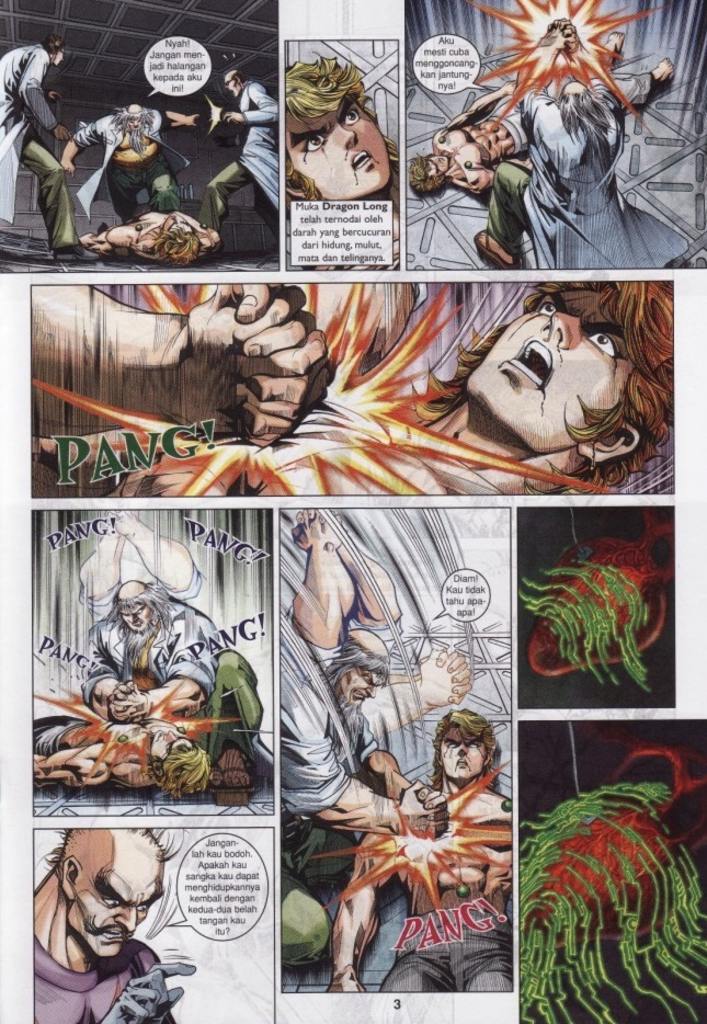 Nyah!
Jangan men-
jadi halangan
kepada aku
ini!
Muka Dragon Long
telah ternodai oleh
darah yang bercucuran
dari hidung, mulut,
mata dan telinganya.
Aku
mesti cuba
menggoncang-
kan jantung-
nya!
PANG!
PANG!
PANG!
PANG!
PANG!
Diam!
Kau tidak
tahu apa-
apa!
PANG!
Jangan-
lah kau bodoh.
Apakah kau
sangka kau dapat
menghidupkannya
kembali dengan
kedua-dua belah
tangan kau
itu?
3